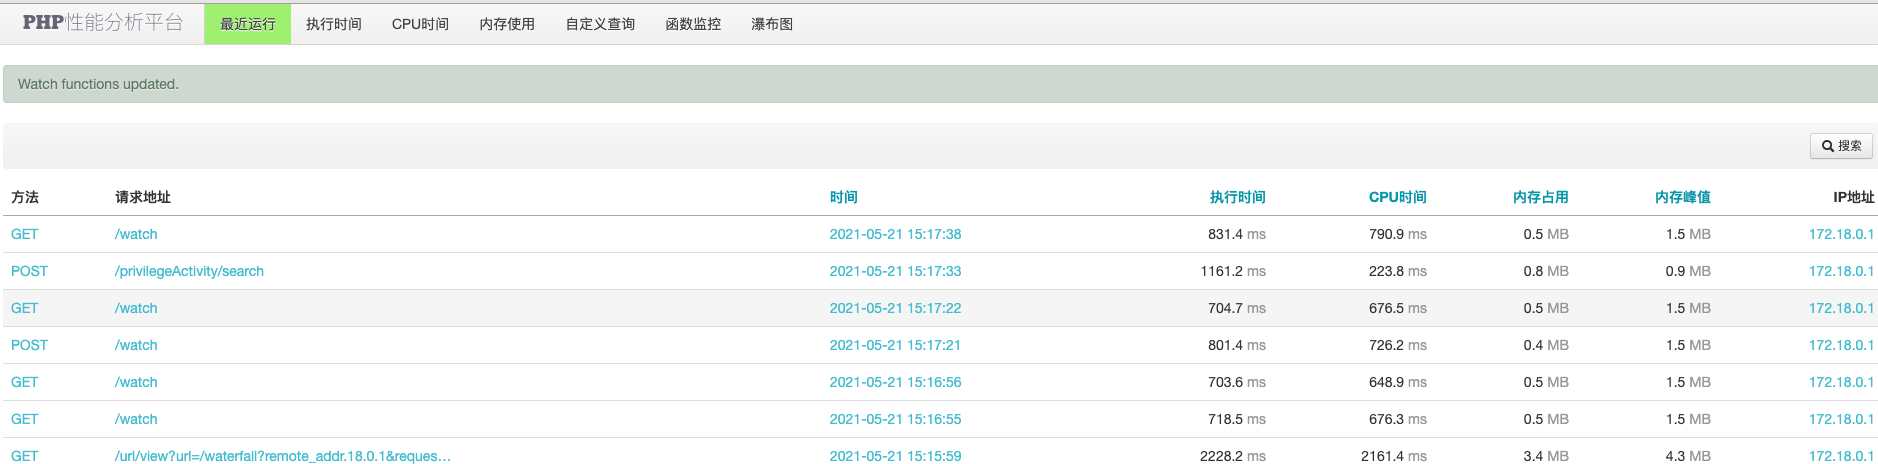 PHP性能分析平台 最近运行 执行时间 CPU时间 内存使用 自定义查询 函数监控 瀑布图
Watch functions updated.
搜索
方法 请求地址 时间 执行时间 CPU时间 内存占用 内存峰值 IP地址
GET /watch 2021-05-21 15:17:38 831.4 ms 790.9 ms 0.5 MB 1.5 MB 172.18.0.1
POST /privilegeActivity/search 2021-05-21 15:17:33 1161.2 ms 223.8 ms 0.8 MB 0.9 MB 172.18.0.1
GET /watch 2021-05-21 15:17:22 704.7 ms 676.5 ms 0.5 MB 1.5 MB 172.18.0.1
POST /watch 2021-05-21 15:17:21 801.4 ms 726.2 ms 0.4 MB 1.5 MB 172.18.0.1
GET /watch 2021-05-21 15:16:56 703.6 ms 648.9 ms 0.5 MB 1.5 MB 172.18.0.1
GET /watch 2021-05-21 15:16:55 718.5 ms 676.3 ms 0.5 MB 1.5 MB 172.18.0.1
GET /url/view?url=/waterfall?remote_addr.18.0.1&reques… 2021-05-21 15:15:59 2228.2 ms 2161.4 ms 3.4 MB 4.3 MB 172.18.0.1